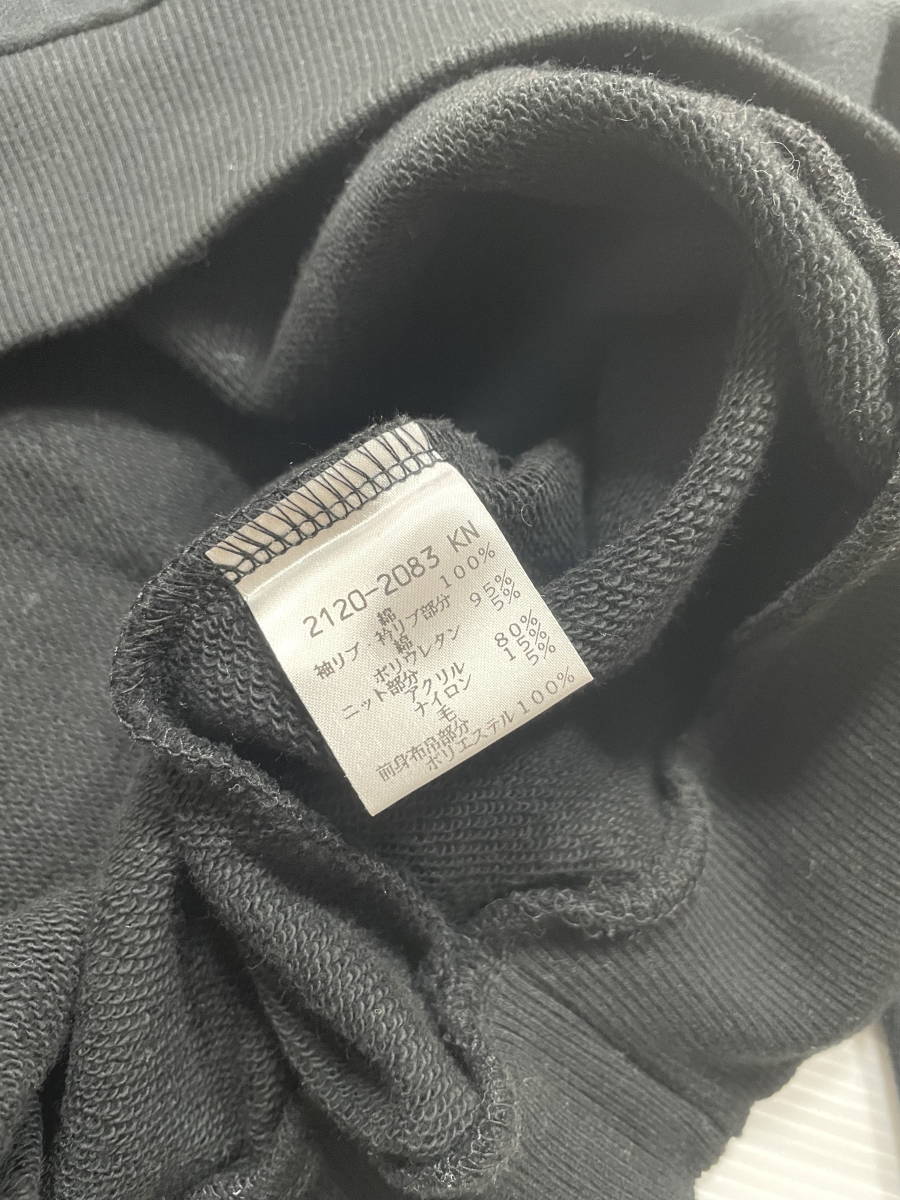 2120-2083 KN
綿 100%
袖リブ・衿リブ部分
綿 95%
ポリウレタン 5%
ニット部分
アクリル 80%
ナイロン 15%
毛 5%
前身布帛部分
ポリエステル100%